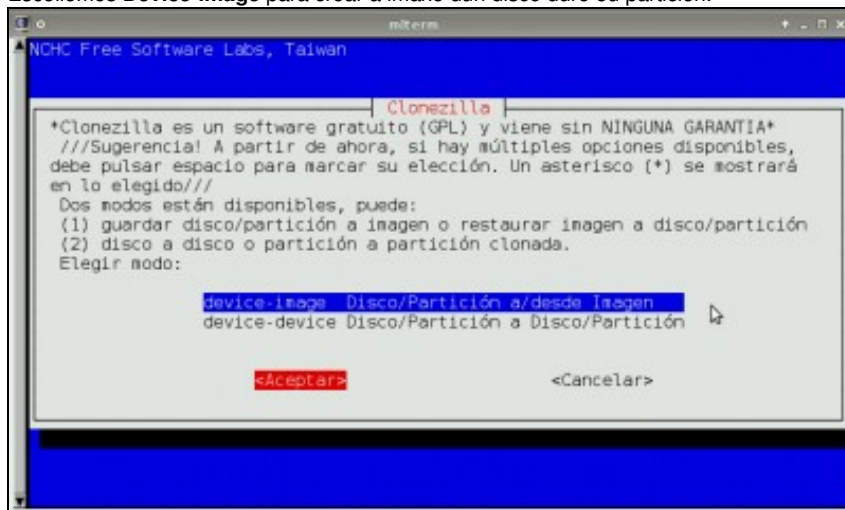 Escollemos Device-image para crear a imaxe dun disco duro ou partición.
mlterm
NCHC Free Software Labs, Taiwan
Clonezilla
*Clonezilla es un software gratuito (GPL) y viene sin NINGUNA GARANTIA*
///Sugerencia! A partir de ahora, si hay múltiples opciones disponibles,
debe pulsar espacio para marcar su elección. Un asterisco (*) se mostrará
en lo elegido///
Dos modos están disponibles, puede:
(1) guardar disco/partición a imagen o restaurar imagen a disco/partición
(2) disco a disco o partición a partición clonada.
Elegir modo:
device-image Disco/Partición a/desde Imagen
device-device Disco/Partición a Disco/Partición
<Aceptar> <Cancelar>